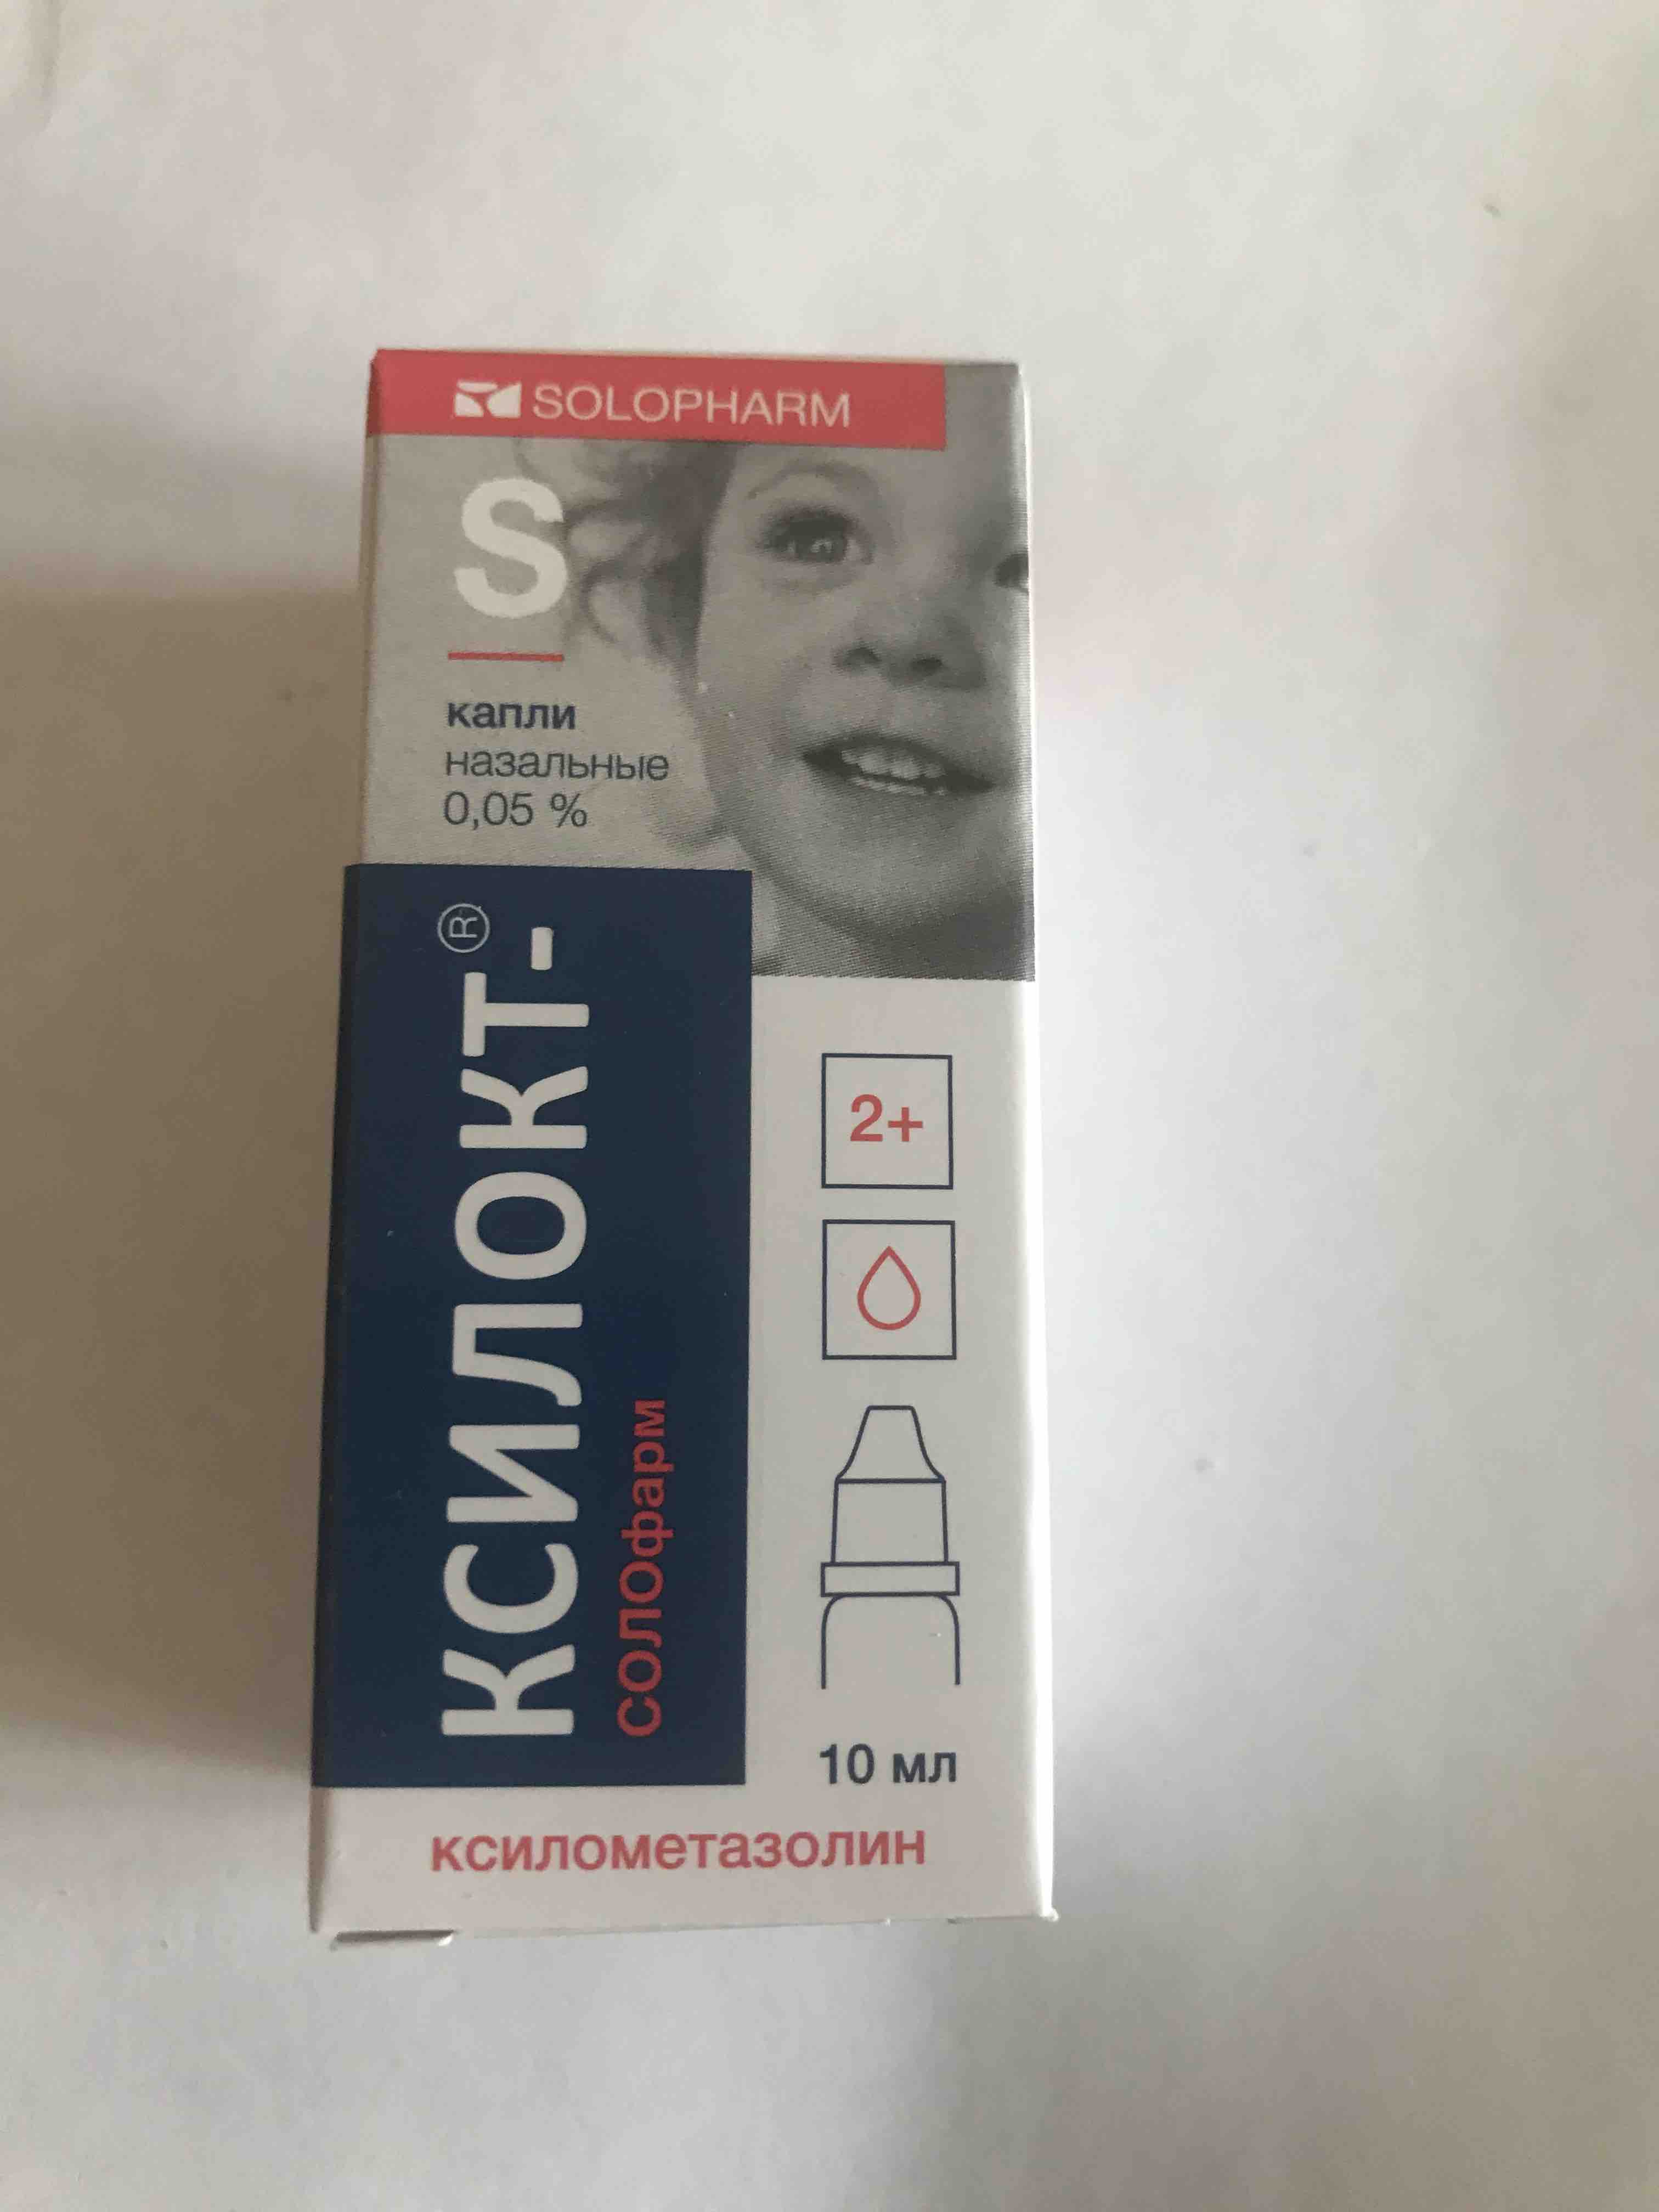 SOLOPHARM
S
капли
назальные
0,05 %
КСИЛОКТ-®
СОЛОфарм
2+
10 мл
ксилометазолин